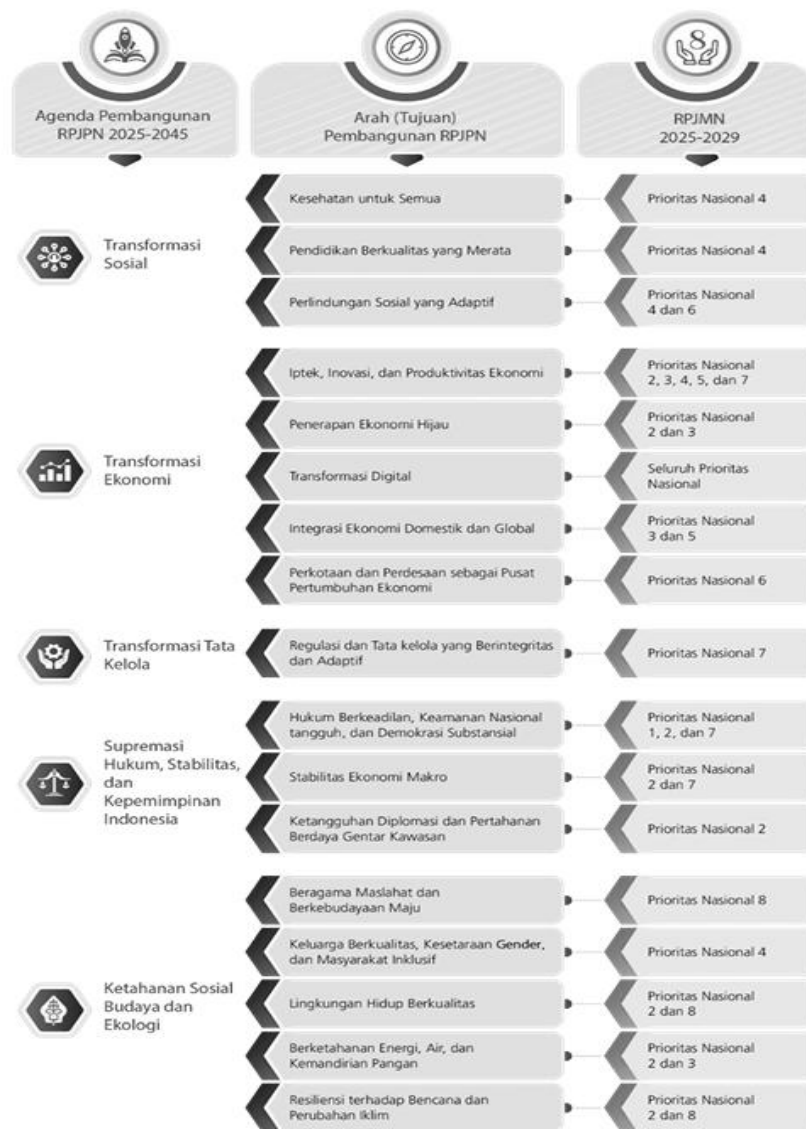 8
Agenda Pembangunan
RPJPN 2025-2045
Arah (Tujuan)
Pembangunan RPJPN
RPJMN
2025-2029
Transformasi
Sosial
Kesehatan untuk Semua
Prioritas Nasional 4
Pendidikan Berkualitas yang Merata
Prioritas Nasional 4
Perlindungan Sosial yang Adaptif
Prioritas Nasional
4 dan 6
Transformasi
Ekonomi
Iptek, Inovasi, dan Produktivitas Ekonomi
Prioritas Nasional
2, 3, 4, 5, dan 7
Penerapan Ekonomi Hijau
Prioritas Nasional
2 dan 3
Transformasi Digital
Seluruh Prioritas
Nasional
Integrasi Ekonomi Domestik dan Global
Prioritas Nasional
3 dan 5
Perkotaan dan Perdesaan sebagai Pusat
Pertumbuhan Ekonomi
Prioritas Nasional 6
Transformasi Tata
Kelola
Regulasi dan Tata kelola yang Berintegritas
dan Adaptif
Prioritas Nasional 7
Supremasi
Hukum, Stabilitas,
dan
Kepemimpinan
Indonesia
Hukum Berkeadilan, Keamanan Nasional
tangguh, dan Demokrasi Substansial
Prioritas Nasional
1, 2, dan 7
Stabilitas Ekonomi Makro
Prioritas Nasional
2 dan 7
Ketangguhan Diplomasi dan Pertahanan
Berdaya Gentar Kawasan
Prioritas Nasional 2
Ketahanan Sosial
Budaya dan
Ekologi
Beragama Maslahat dan
Berkebudayaan Maju
Prioritas Nasional 8
Keluarga Berkualitas, Kesetaraan Gender,
dan Masyarakat Inklusif
Prioritas Nasional 4
Lingkungan Hidup Berkualitas
Prioritas Nasional
2 dan 8
Berketahanan Energi, Air, dan
Kemandirian Pangan
Prioritas Nasional
2 dan 3
Resiliensi terhadap Bencana dan
Perubahan Iklim
Prioritas Nasional
2 dan 8